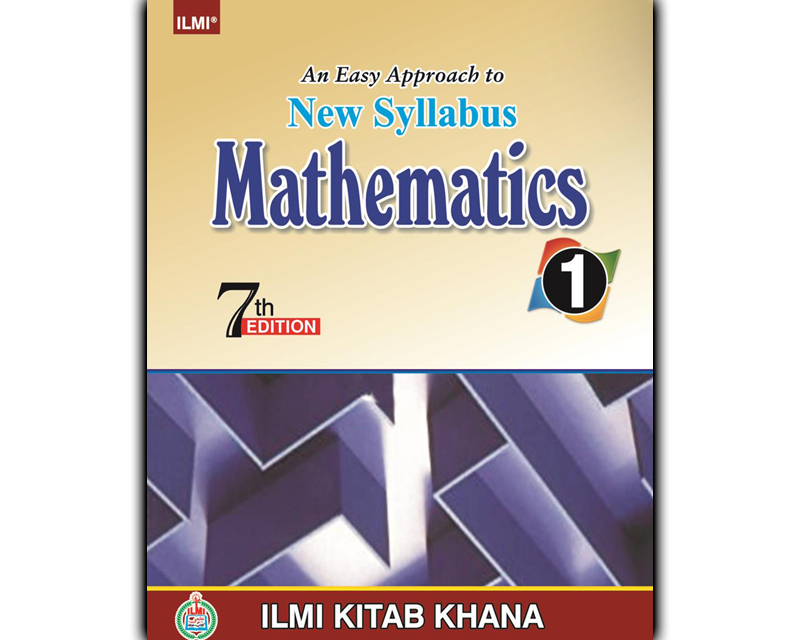 ILMI®
An Easy Approach to
New Syllabus
Mathematics
1
7th
EDITION
ILMI KITAB KHANA